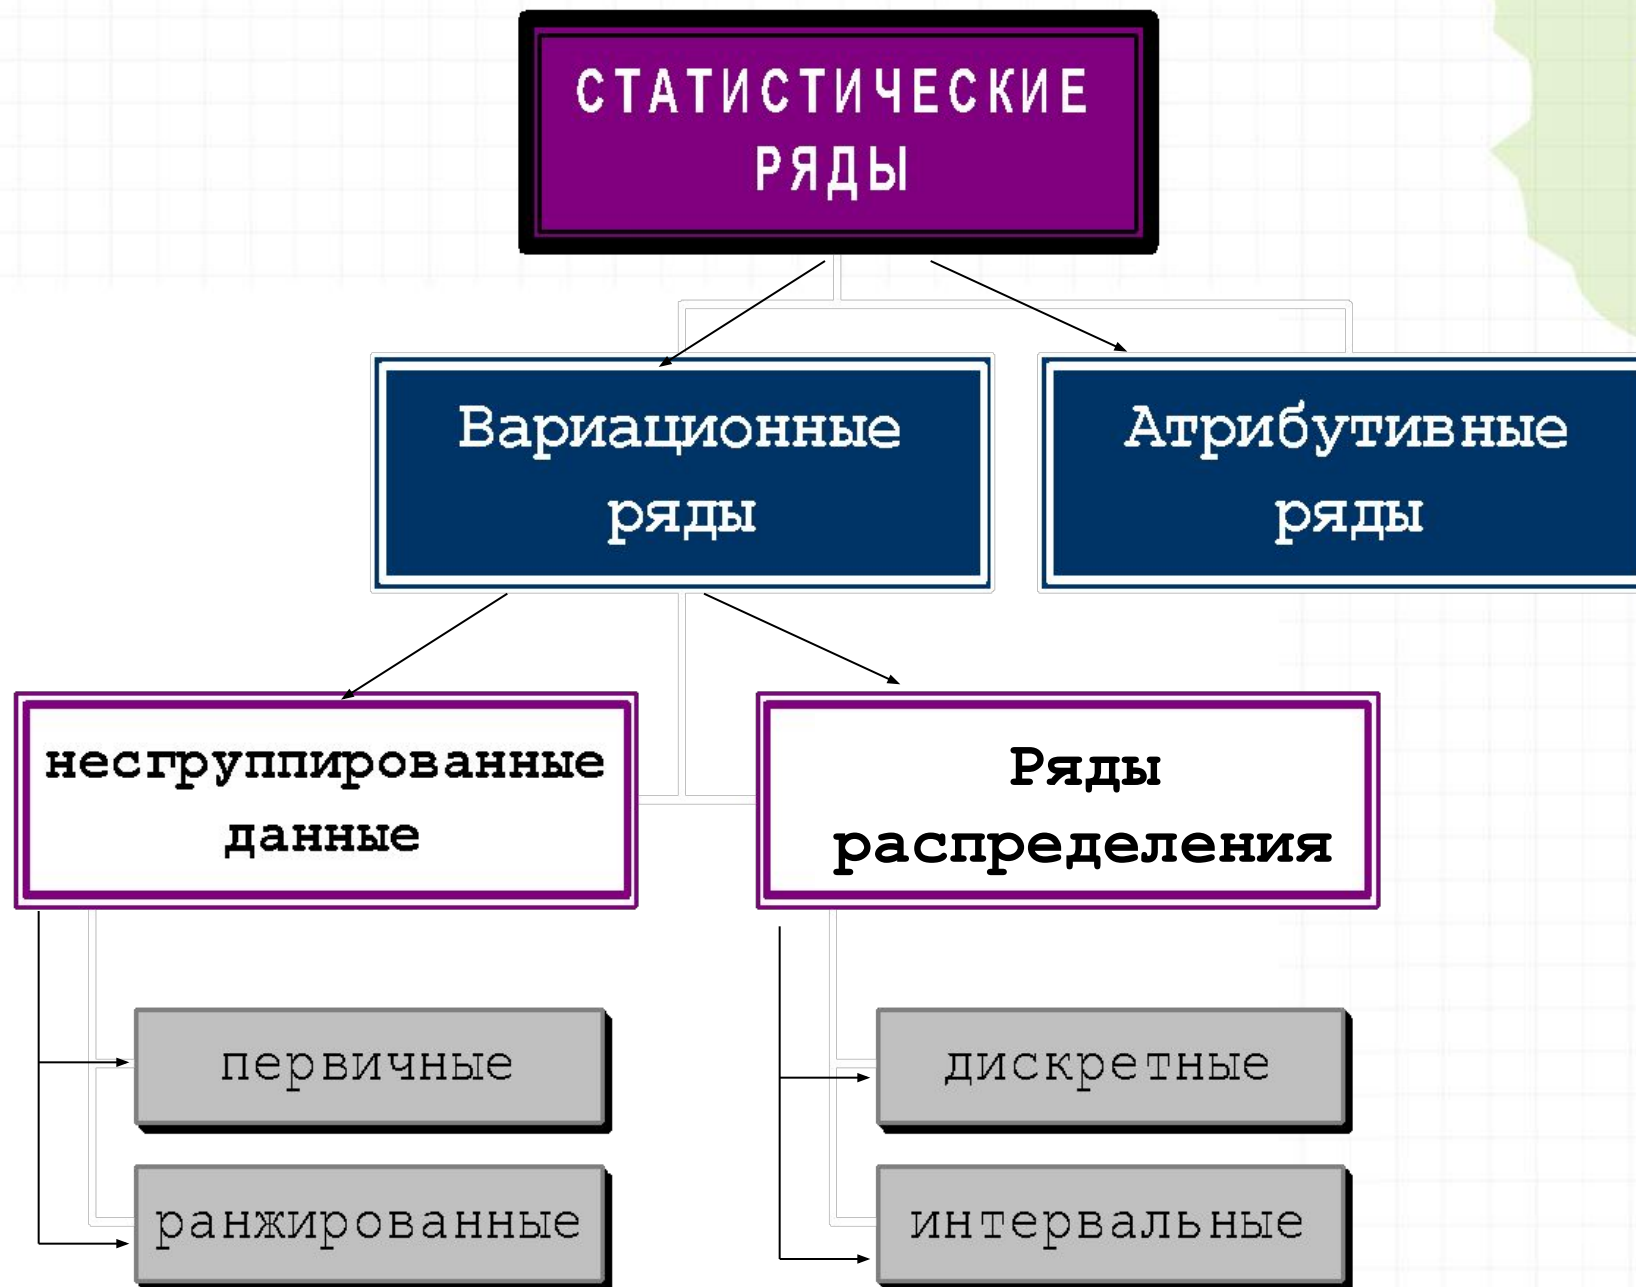 СТАТИСТИЧЕСКИЕ
РЯДЫ
Вариационные
ряды
Атрибутивные
ряды
несгруппированные
данные
Ряды
распределения
первичные
ранжированные
дискретные
интервальные